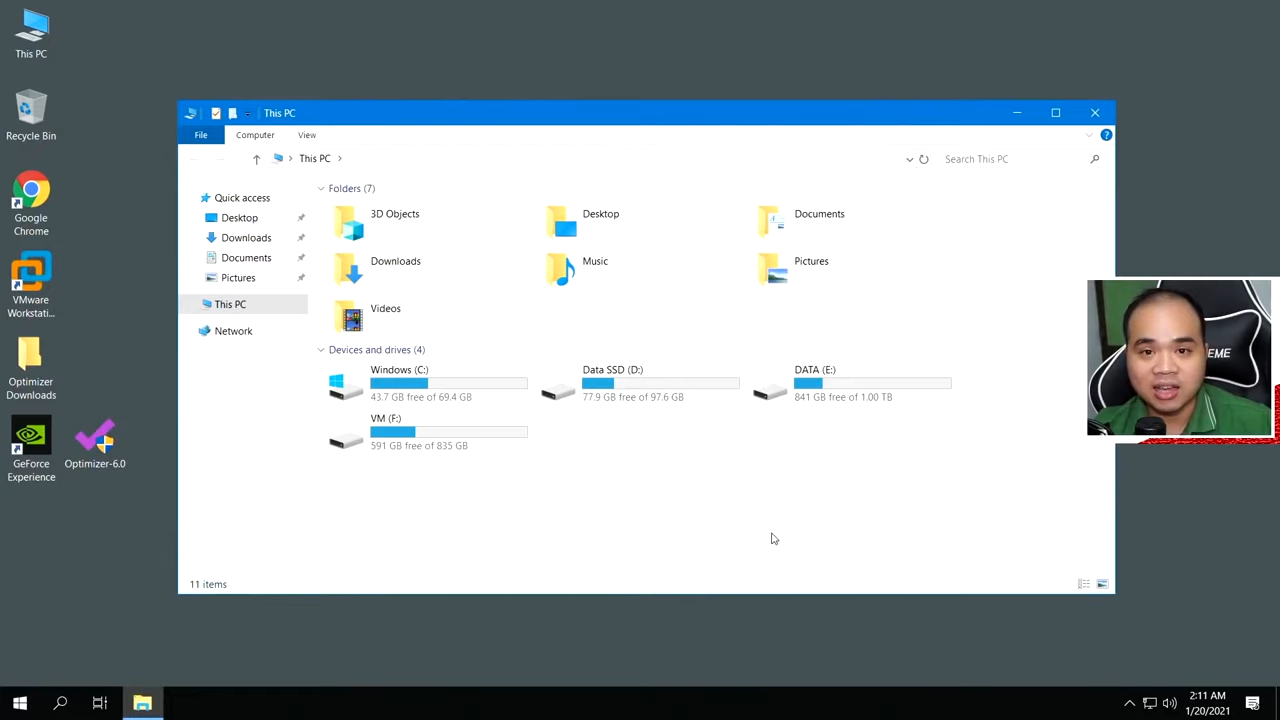 This PC
Recycle Bin
Google
Chrome
VMware
Workstati...
Optimizer
Downloads
GeForce
Experience
Optimizer-6.0
This PC
File
Computer
View
This PC
Search This PC
Quick access
Desktop
Downloads
Documents
Pictures
This PC
Network
Folders (7)
3D Objects
Desktop
Documents
Downloads
Music
Pictures
Videos
Devices and drives (4)
Windows (C:)
43.7 GB free of 69.4 GB
Data SSD (D:)
77.9 GB free of 97.6 GB
DATA (E:)
841 GB free of 1.00 TB
VM (F:)
591 GB free of 835 GB
11 items
EME
2:11 AM
1/20/2021